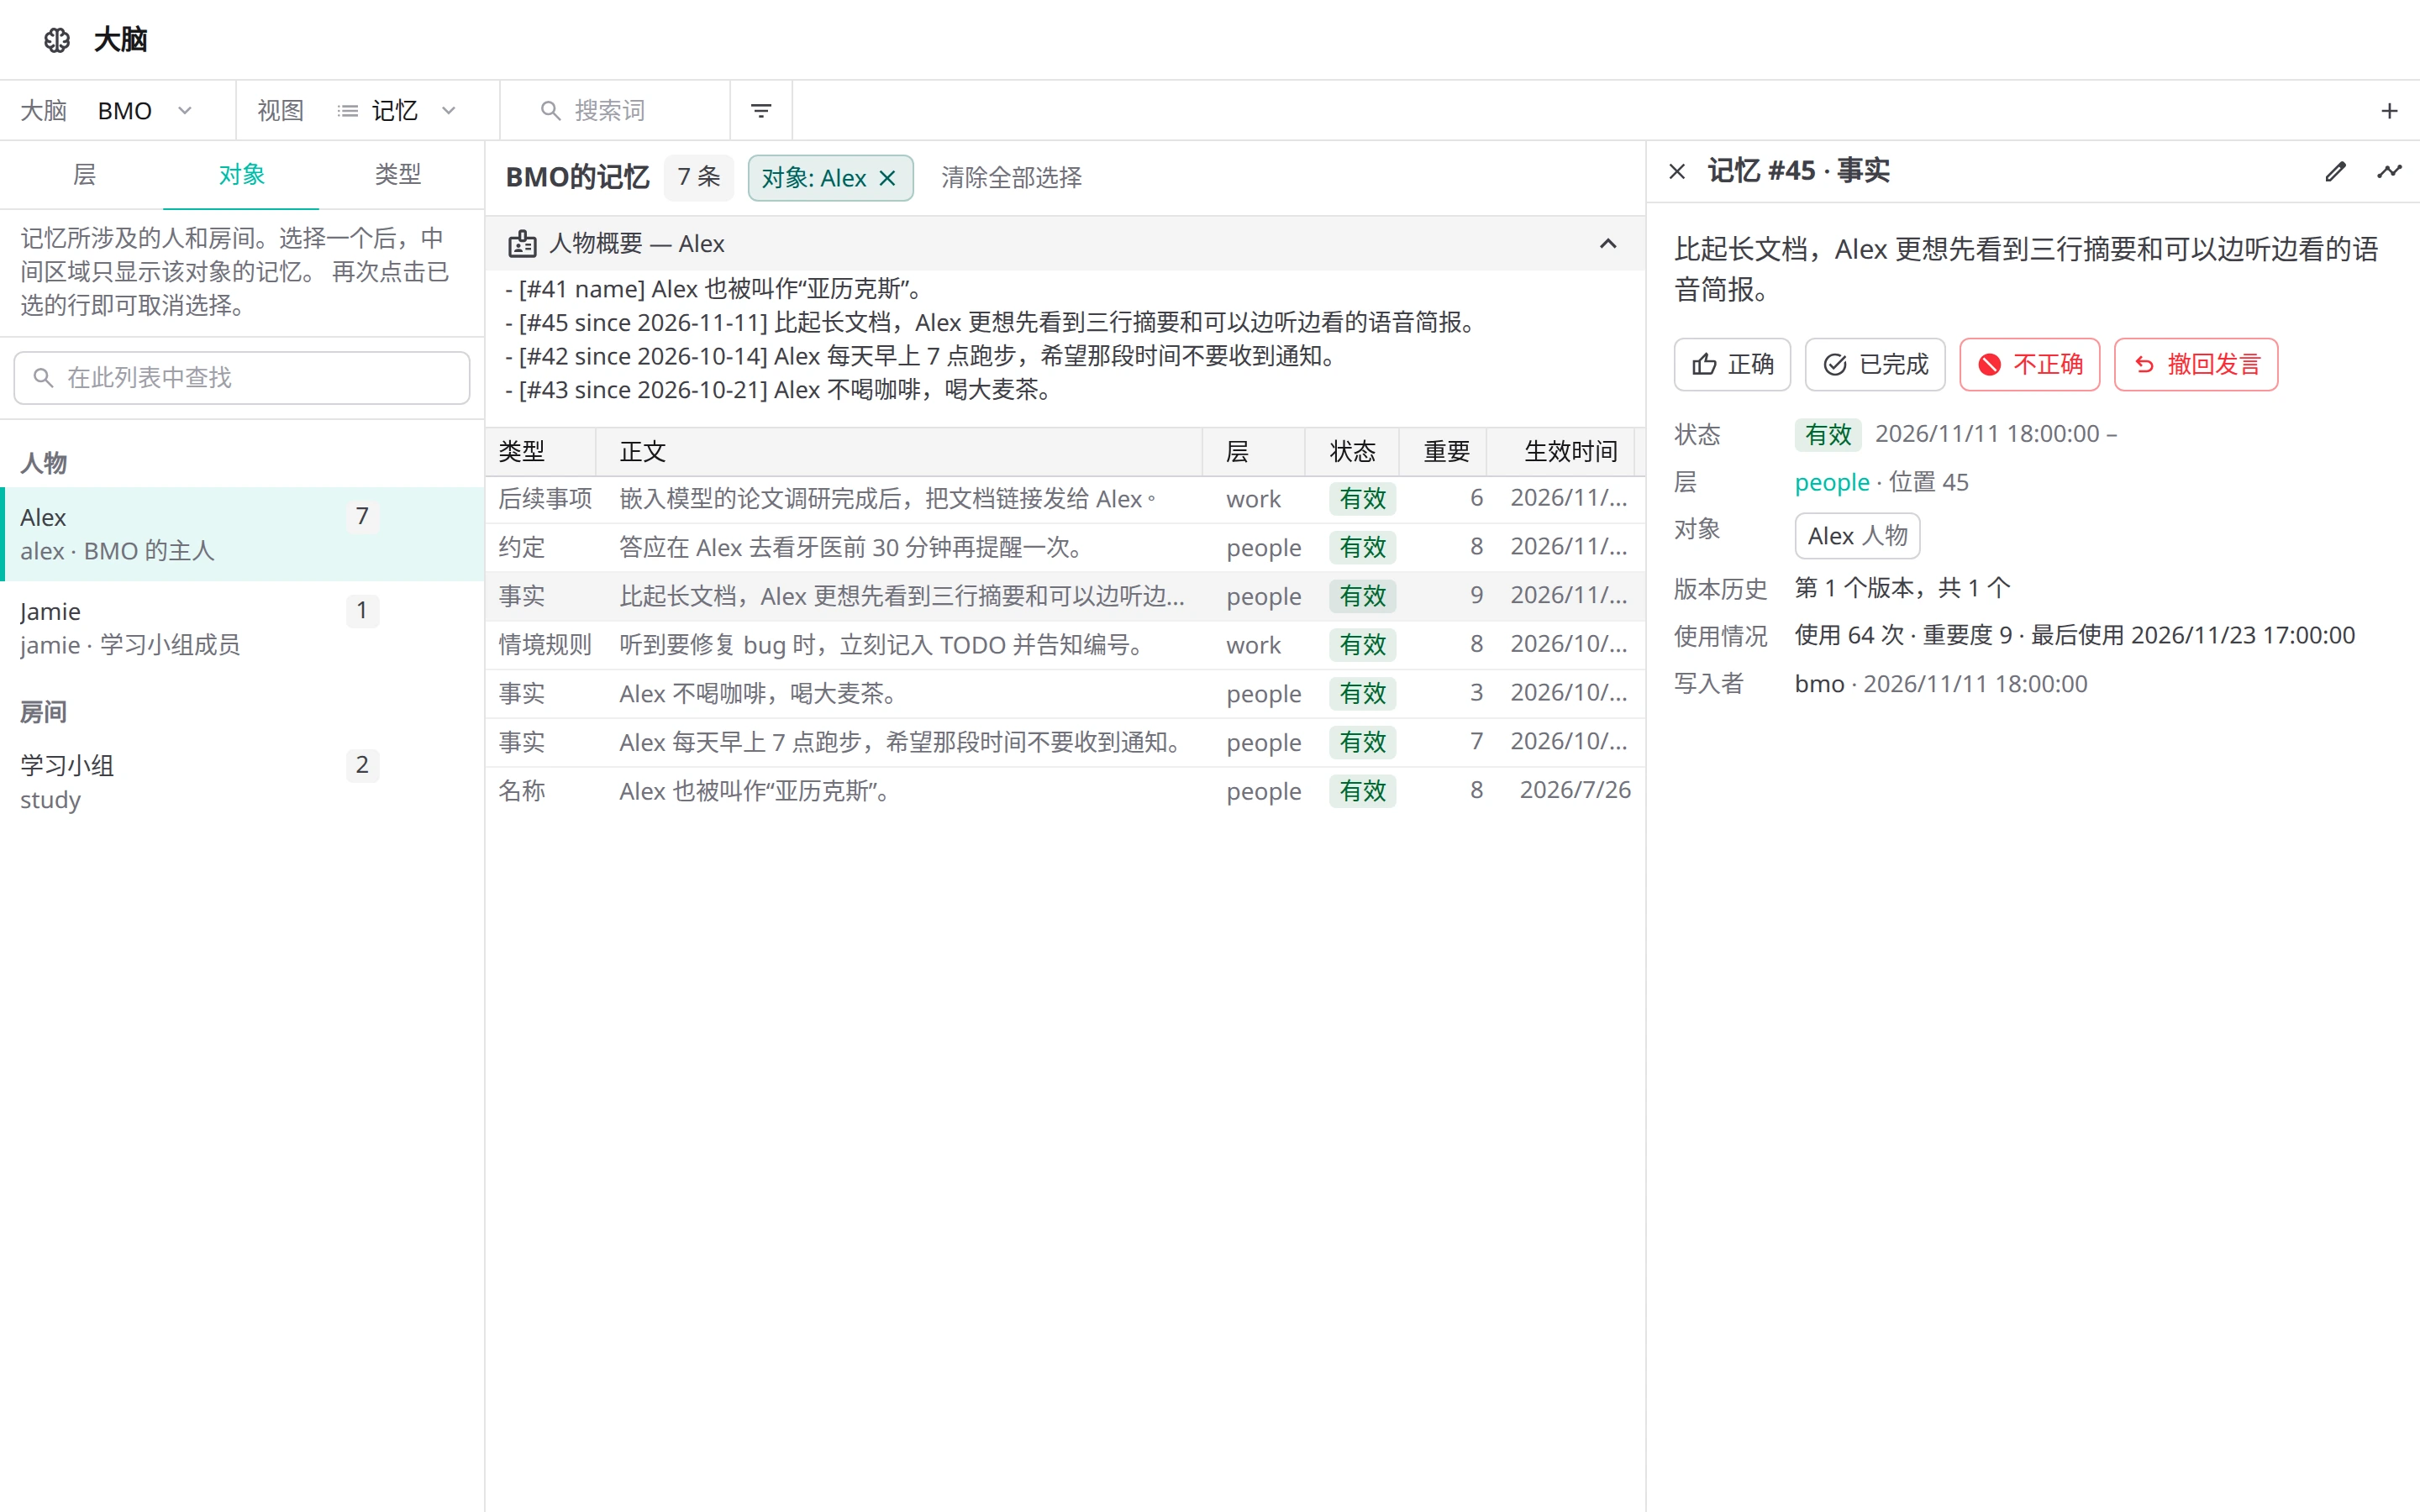 大脑
大脑 BMO 视图 记忆 搜索词
层 对象 类型
记忆所涉及的人和房间。选择一个后，中
间区域只显示该对象的记忆。 再次点击已
选的行即可取消选择。
在此列表中查找
人物
Alex 7
alex · BMO 的主人
Jamie 1
jamie · 学习小组成员
房间
学习小组 2
study
BMO的记忆 7 条 对象: Alex 清除全部选择
人物概要 — Alex
- [#41 name] Alex 也被叫作“亚历克斯”。
- [#45 since 2026-11-11] 比起长文档，Alex 更想先看到三行摘要和可以边听边看的语音简报。
- [#42 since 2026-10-14] Alex 每天早上 7 点跑步，希望那段时间不要收到通知。
- [#43 since 2026-10-21] Alex 不喝咖啡，喝大麦茶。
类型 正文 层 状态 重要 生效时间
后续事项 嵌入模型的论文调研完成后，把文档链接发给 Alex。 work 有效 6 2026/11/...
约定 答应在 Alex 去看牙医前 30 分钟再提醒一次。 people 有效 8 2026/11/...
事实 比起长文档，Alex 更想先看到三行摘要和可以边听边... people 有效 9 2026/11/...
情境规则 听到要修复 bug 时，立刻记入 TODO 并告知编号。 work 有效 8 2026/10/...
事实 Alex 不喝咖啡，喝大麦茶。 people 有效 3 2026/10/...
事实 Alex 每天早上 7 点跑步，希望那段时间不要收到通知。 people 有效 7 2026/10/...
名称 Alex 也被叫作“亚历克斯”。 people 有效 8 2026/7/26
记忆 #45 · 事实
比起长文档，Alex 更想先看到三行摘要和可以边听边看的语
音简报。
正确 已完成 不正确 撤回发言
状态 有效 2026/11/11 18:00:00 –
层 people · 位置 45
对象 Alex 人物
版本历史 第 1 个版本，共 1 个
使用情况 使用 64 次 · 重要度 9 · 最后使用 2026/11/23 17:00:00
写入者 bmo · 2026/11/11 18:00:00